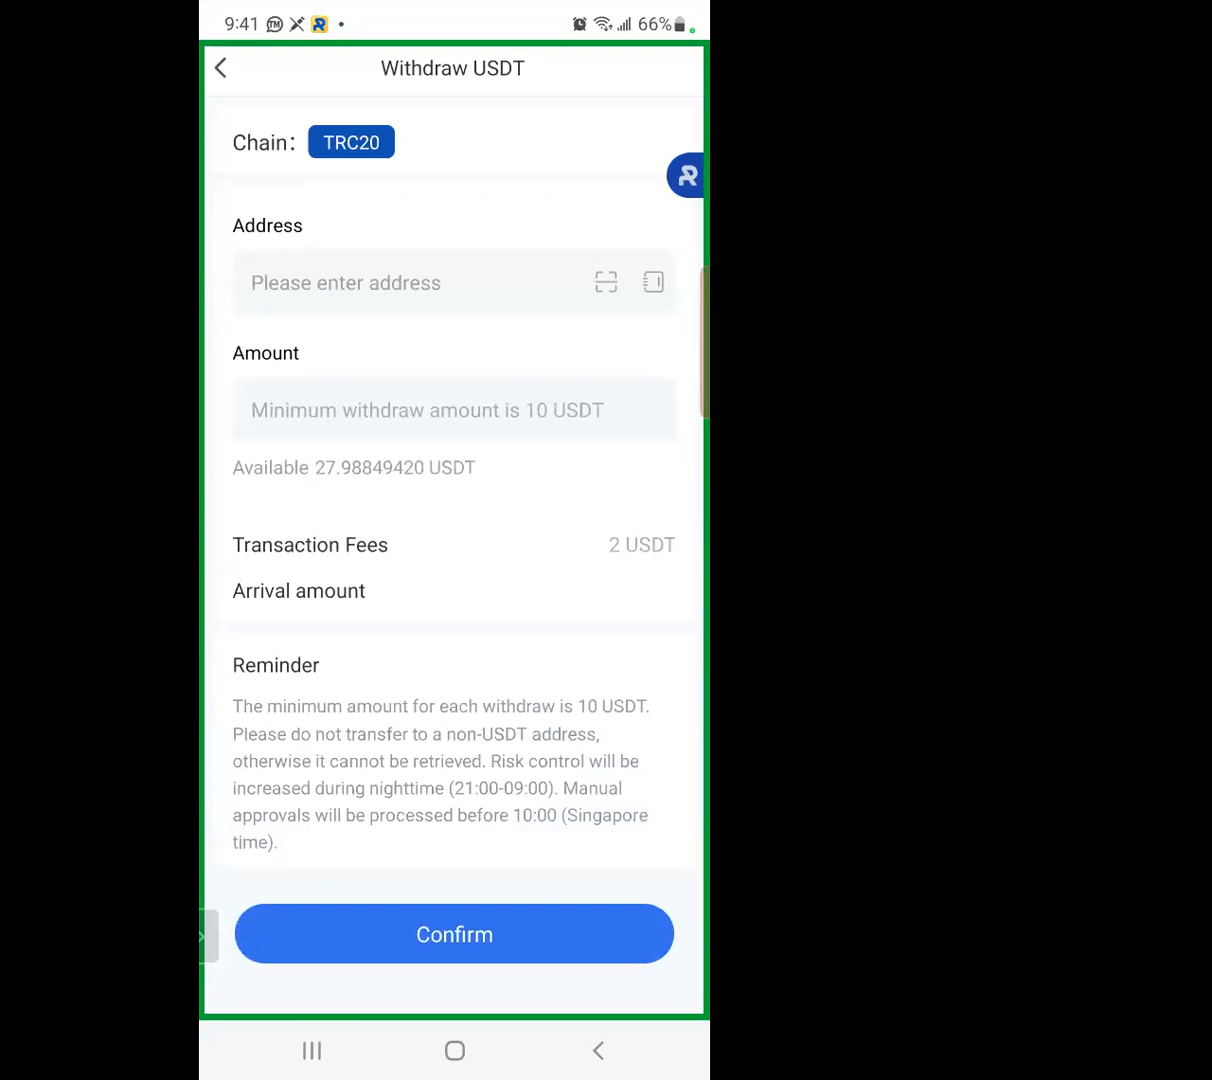 9:41
66%
Withdraw USDT
Chain: TRC20
Address
Please enter address
Amount
Minimum withdraw amount is 10 USDT
Available 27.98849420 USDT
Transaction Fees 2 USDT
Arrival amount
Reminder
The minimum amount for each withdraw is 10 USDT.
Please do not transfer to a non-USDT address,
otherwise it cannot be retrieved. Risk control will be
increased during nighttime (21:00-09:00). Manual
approvals will be processed before 10:00 (Singapore
time).
Confirm